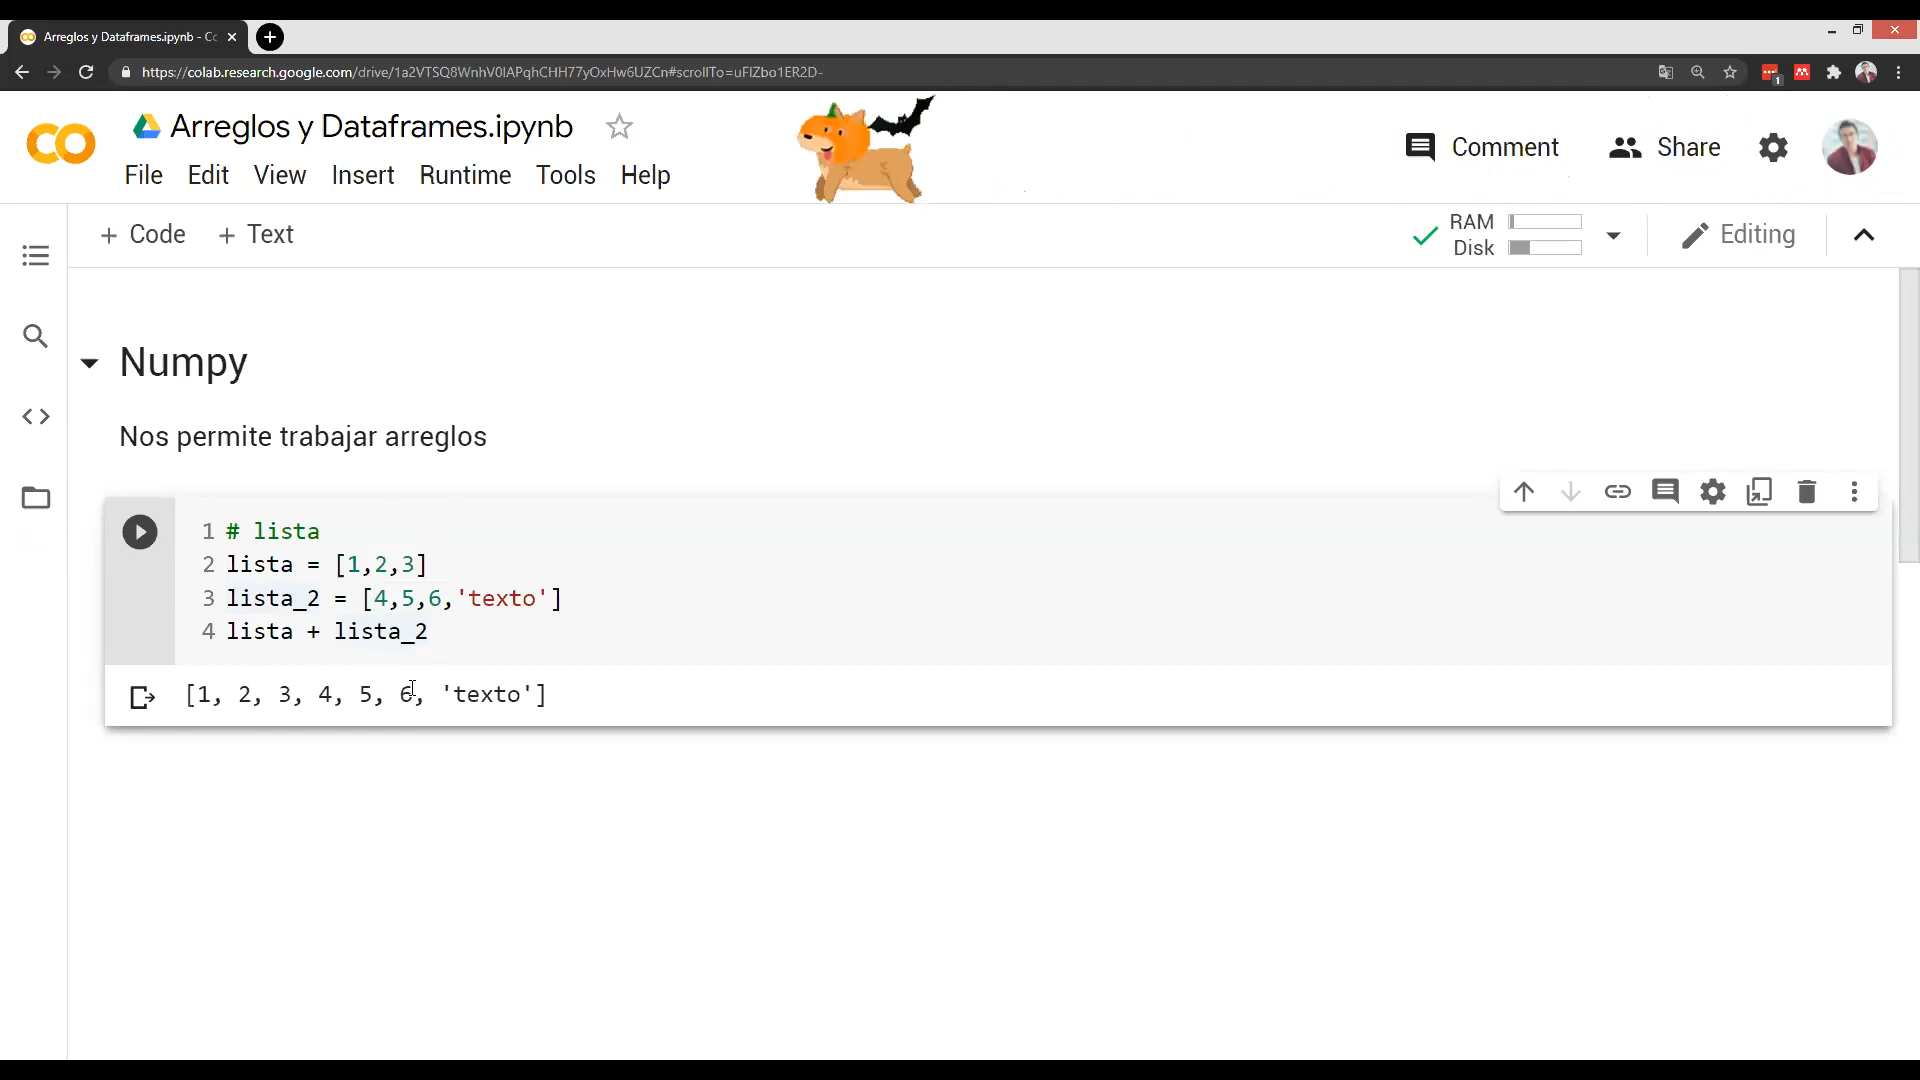 Arreglos y Dataframes.ipynb - Cc
https://colab.research.google.com/drive/1a2VTSQ8WnhV0IAPqhCHH77yOxHw6UZCn#scrollTo=uFlZbo1ER2D-
1
CO
Arreglos y Dataframes.ipynb
File Edit View Insert Runtime Tools Help
Comment
Share
+ Code + Text
RAM
Disk
Editing
Numpy
Nos permite trabajar arreglos
1 # lista
2 lista = [1,2,3]
3 lista_2 = [4,5,6,'texto']
4 lista + lista_2
[1, 2, 3, 4, 5, 6, 'texto']